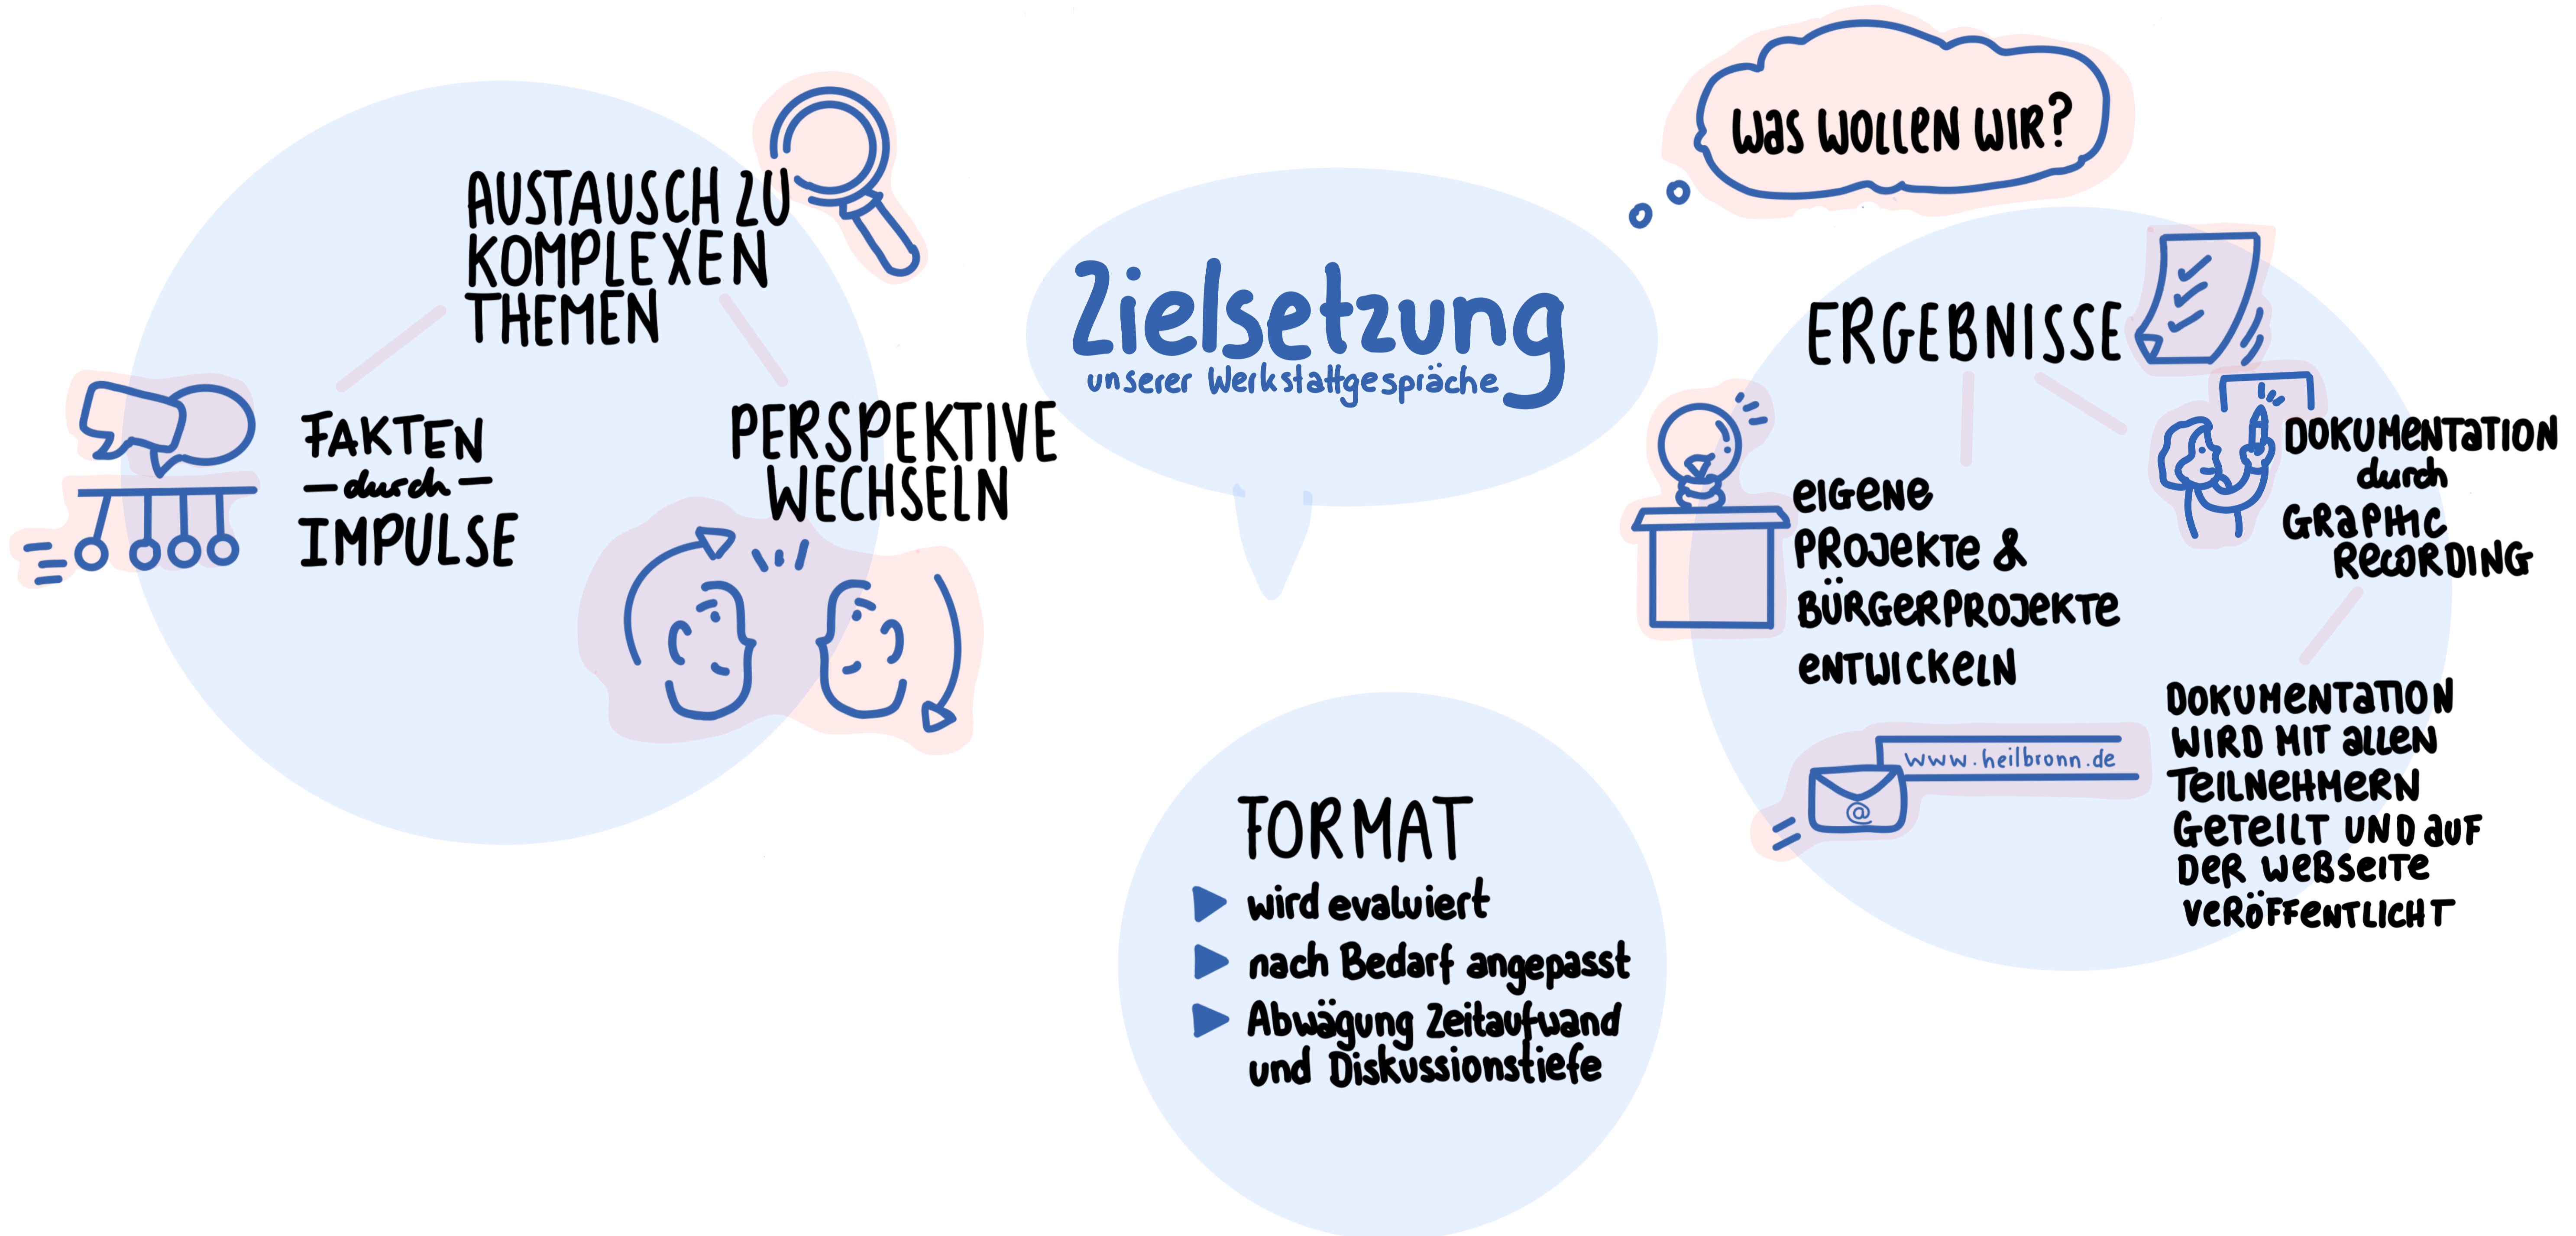 Was wollen wir?
Zielsetzung
unserer Werkstattgespräche
AUSTAUSCH ZU
KOMPLEXEN
THEMEN
FAKTEN
– durch –
IMPULSE
PERSPEKTIVE
WECHSELN
ERGEBNISSE
EIGENE
PROJEKTE &
BÜRGERPROJEKTE
ENTWICKELN
DOKUMENTATION
durch
GRAPHIC
RECORDING
DOKUMENTATION
WIRD MIT ALLEN
TEILNEHMERN
GETEILT UND AUF
DER WEBSEITE
VERÖFFENTLICHT
www.heilbronn.de
@
FORMAT
wird evaluiert
nach Bedarf angepasst
Abwägung Zeitaufwand
und Diskussionstiefe